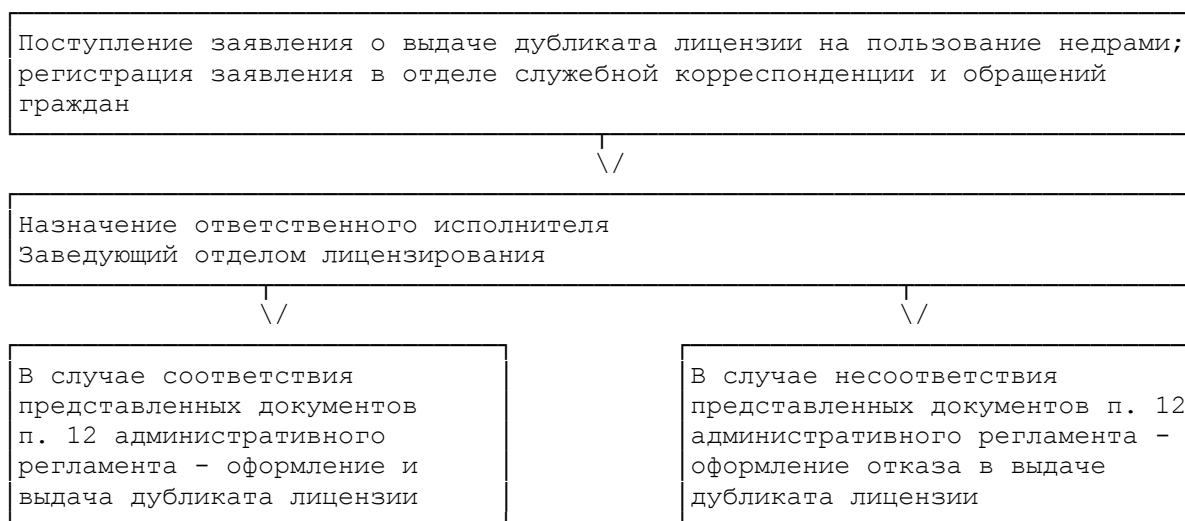 Поступление заявления о выдаче дубликата лицензии на пользование недрами;
регистрация заявления в отделе служебной корреспонденции и обращений
граждан
\/
Назначение ответственного исполнителя
Заведующий отделом лицензирования
\/
\/
В случае соответствия
представленных документов
п. 12 административного
регламента - оформление и
выдача дубликата лицензии
В случае несоответствия
представленных документов п. 12
административного регламента -
оформление отказа в выдаче
дубликата лицензии